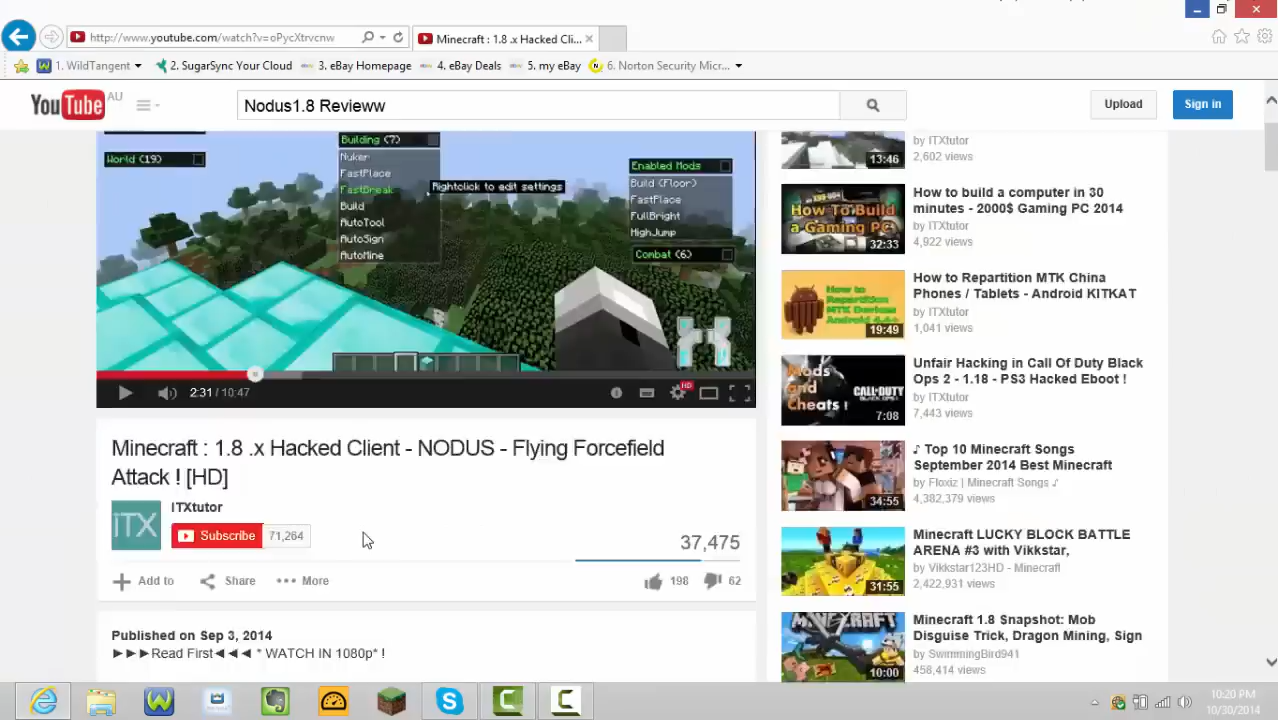 http://www.youtube.com/watch?v=oPycXtrvcnw
Minecraft : 1.8 .x Hacked Cli...
1. WildTangent
2. SugarSync Your Cloud
3. eBay Homepage
4. eBay Deals
5. my eBay
6. Norton Security Micr...
YouTube AU
Nodus1.8 Revieww
Upload
Sign in
World (19)
Building (7)
Nuker
FastPlace
FastBreak
Build
AutoTool
AutoSign
AutoMine
Rightclick to edit settings
Enabled Mods
Build (Floor)
FastPlace
FullBright
HighJump
Combat (6)
2:31 / 10:47
HD
Minecraft : 1.8 .x Hacked Client - NODUS - Flying Forcefield
Attack ! [HD]
ITX
ITXtutor
Subscribe 71,264
37,475
Add to
Share
More
198
62
Published on Sep 3, 2014
►►►Read First◄◄◄ * WATCH IN 1080p* !
by ITXtutor
2,602 views
13:46
How To Build
a Gaming PC
32:33
How to build a computer in 30
minutes - 2000$ Gaming PC 2014
by ITXtutor
4,922 views
How to
Repartition
19:49
How to Repartition MTK China
Phones / Tablets - Android KITKAT
by ITXtutor
1,041 views
Mods
and
Cheats !
CALL DUTY
7:08
Unfair Hacking in Call Of Duty Black
Ops 2 - 1.18 - PS3 Hacked Eboot !
by ITXtutor
7,443 views
34:55
♪ Top 10 Minecraft Songs
September 2014 Best Minecraft
by Floxiz | Minecraft Songs ♪
4,382,379 views
31:55
Minecraft LUCKY BLOCK BATTLE
ARENA #3 with Vikkstar,
by Vikkstar123HD - Minecraft
2,422,931 views
MINECRAFT
10:00
Minecraft 1.8 Snapshot: Mob
Disguise Trick, Dragon Mining, Sign
by SwimmingBird941
458,414 views
10:20 PM
10/30/2014